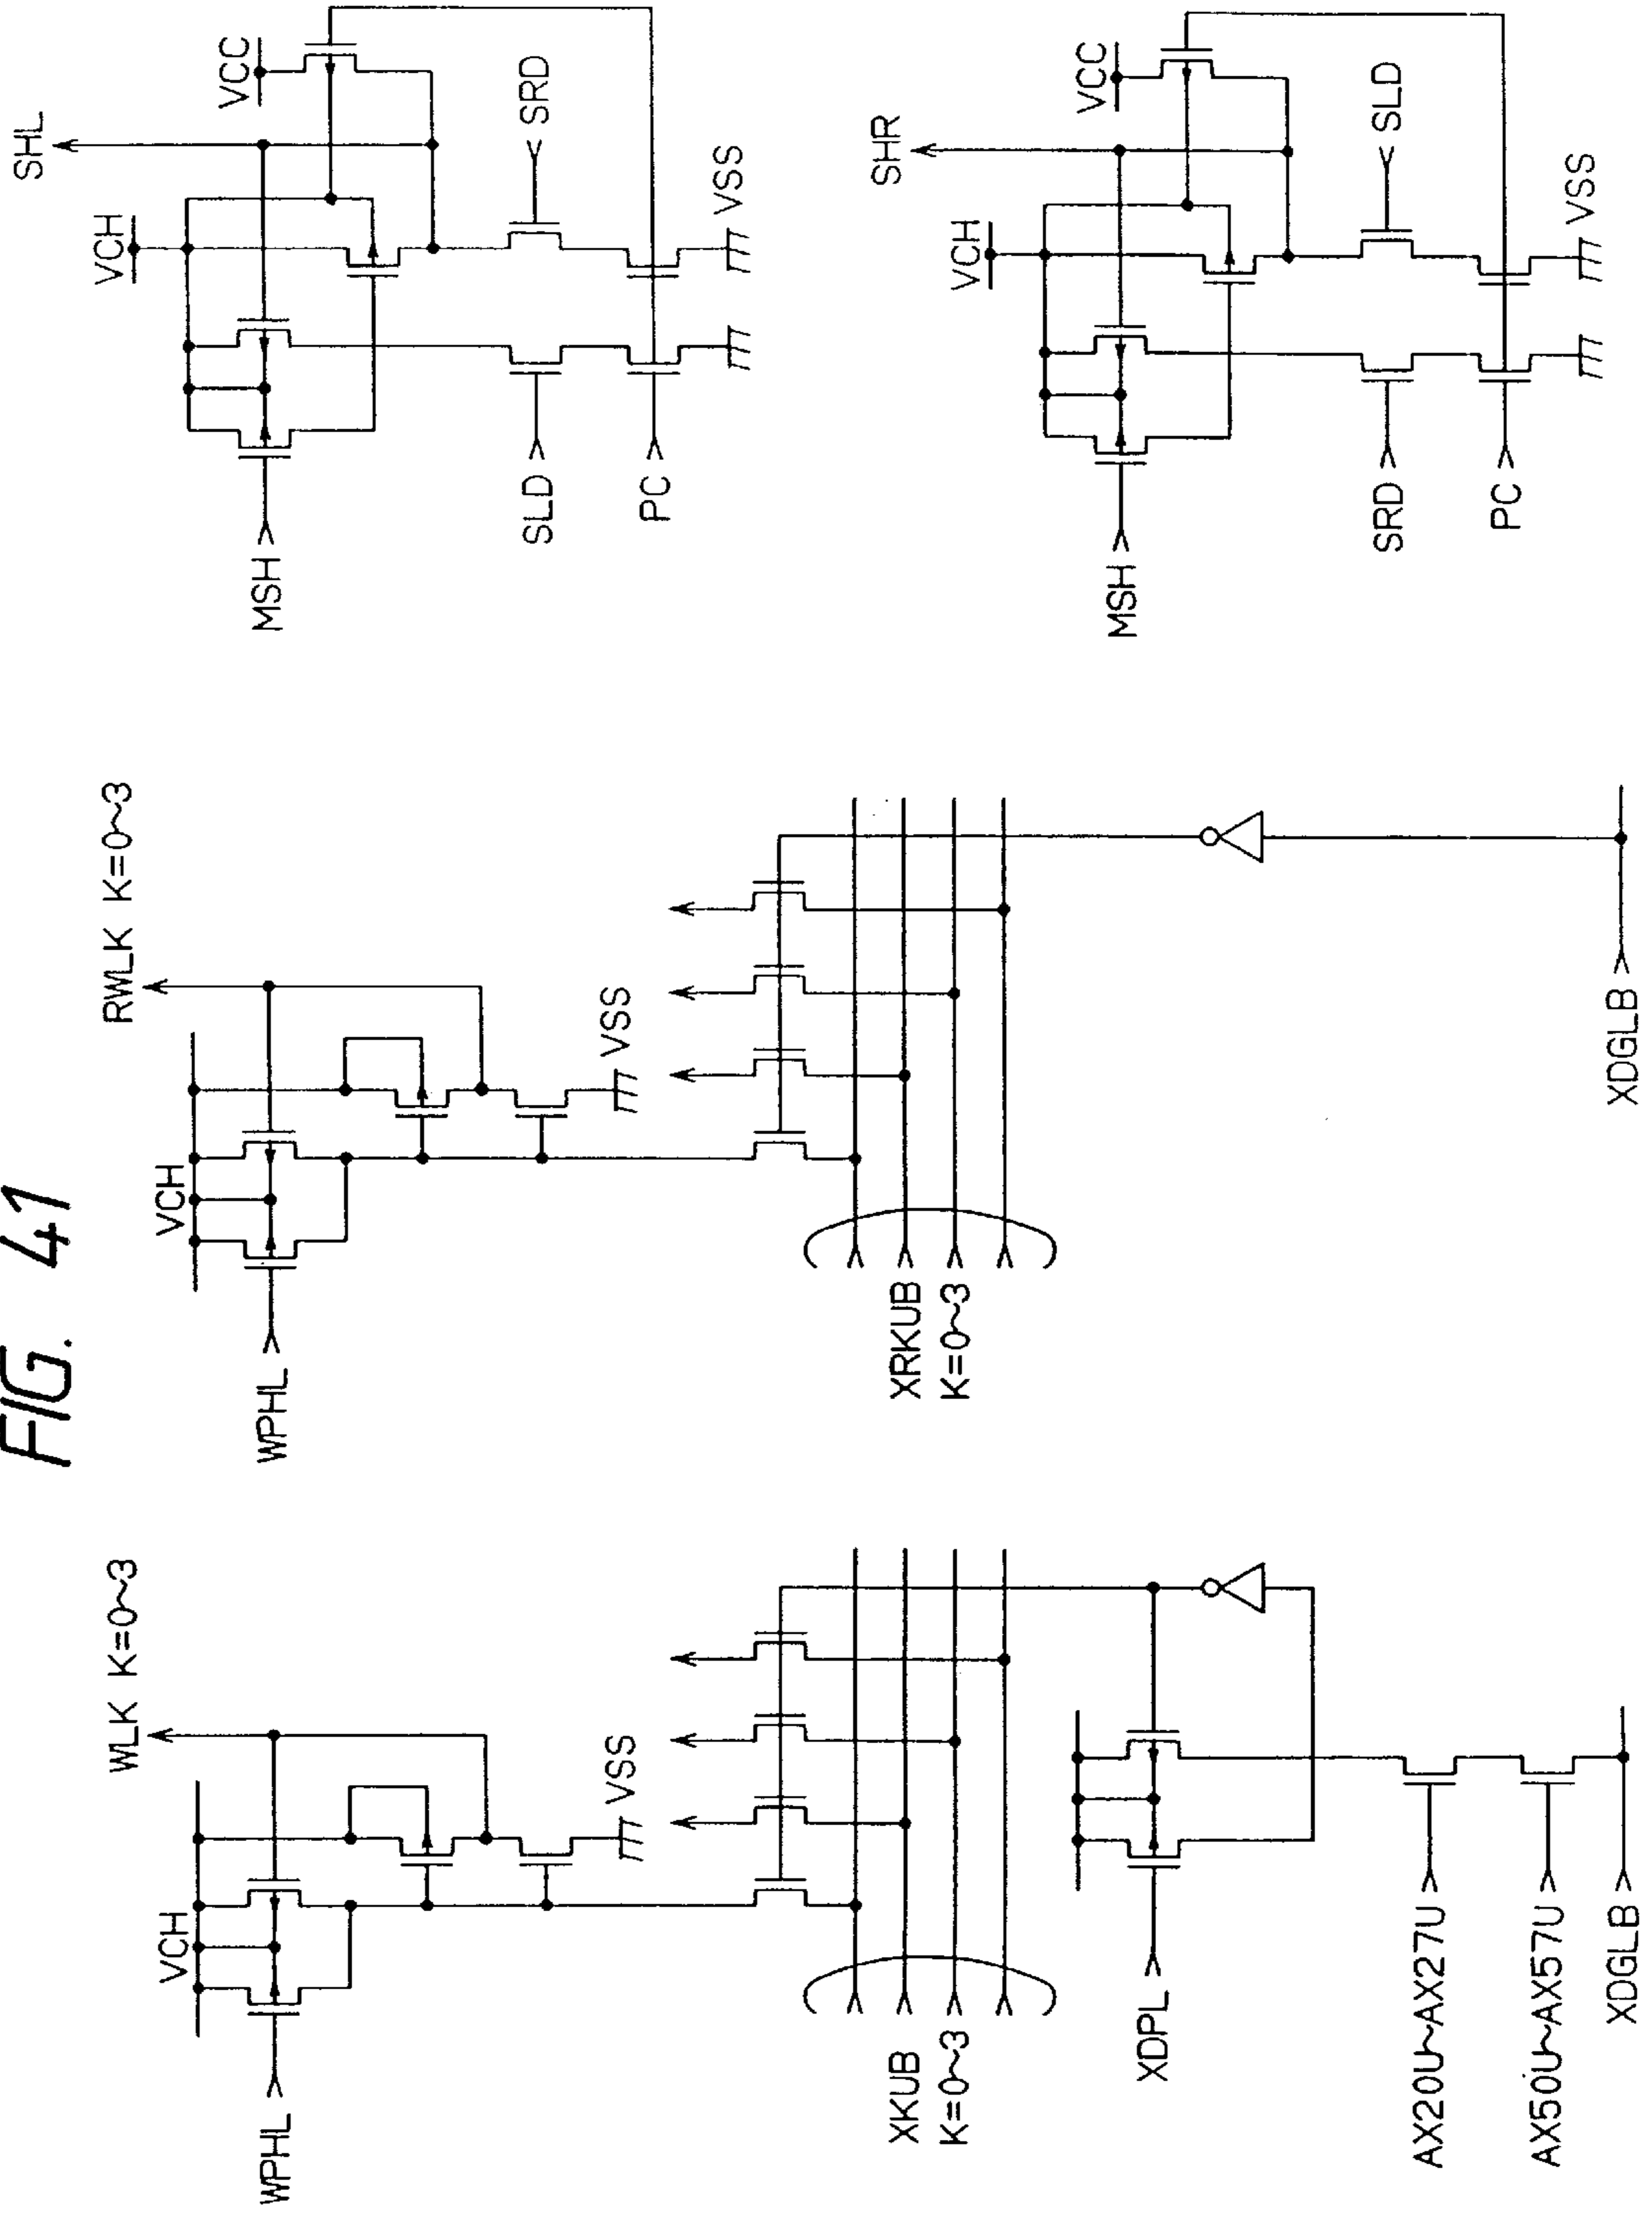 FIG. 41
WLK K=0~3
VCH
WPHL
VSS
XKUB
K=0~3
XDPL
AX20U~AX27U
AX50U~AX57U
XDGLB
RWLK K=0~3
VCH
WPHL
VSS
XRKUB
K=0~3
XDGLB
SHL
VCH
VCC
MSH
SRD
SLD
PC
VSS
SHR
VCH
VCC
MSH
SLD
SRD
PC
VSS